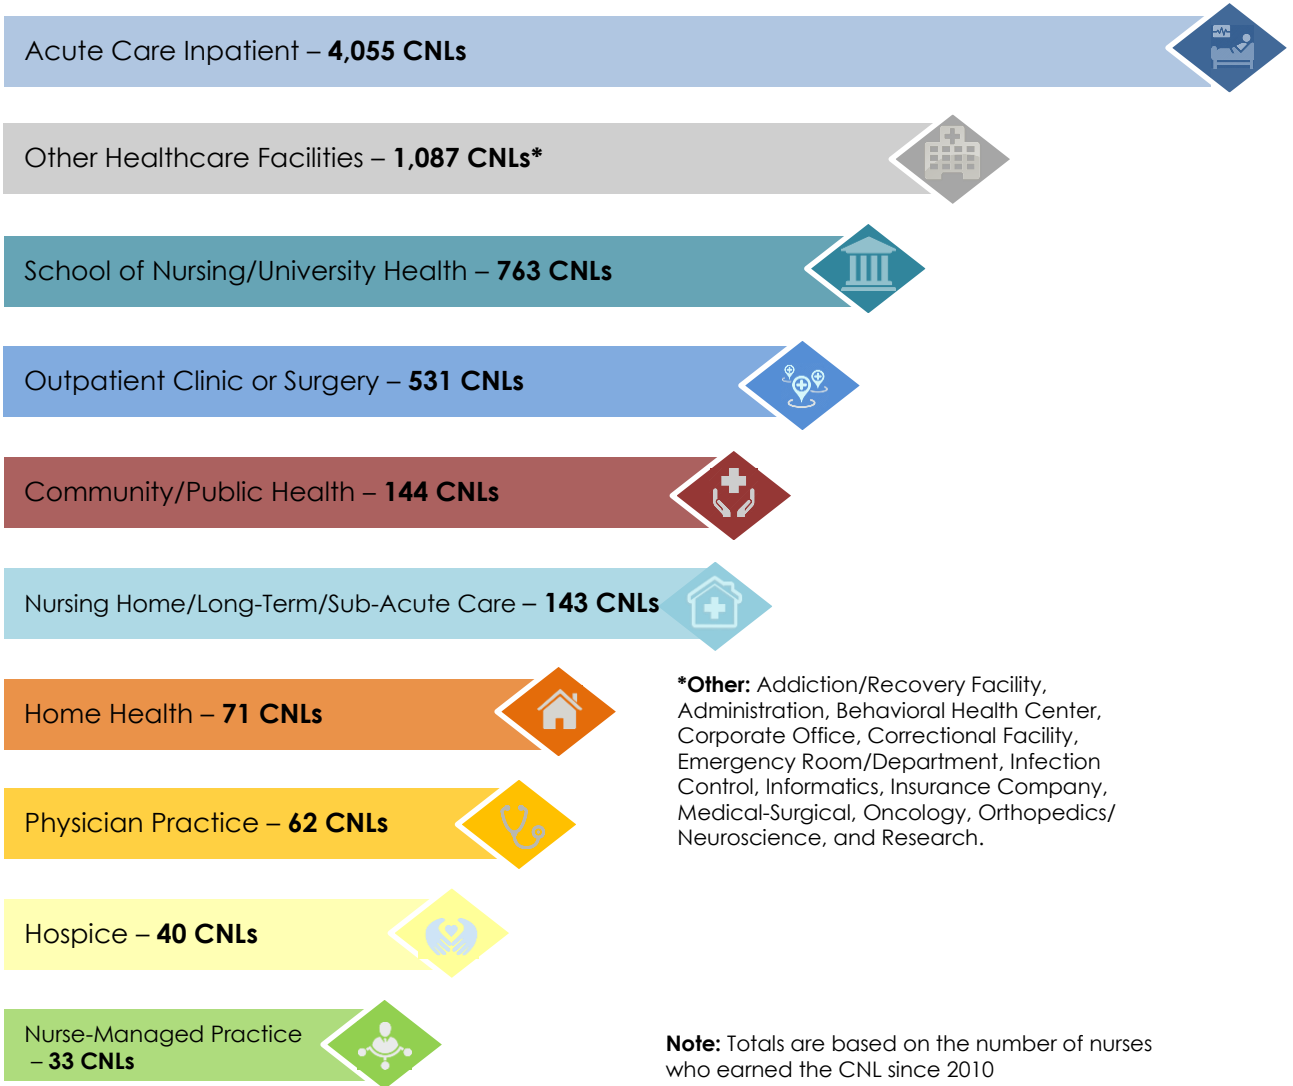 Acute Care Inpatient – 4,055 CNLs
Other Healthcare Facilities – 1,087 CNLs*
School of Nursing/University Health – 763 CNLs
Outpatient Clinic or Surgery – 531 CNLs
Community/Public Health – 144 CNLs
Nursing Home/Long-Term/Sub-Acute Care – 143 CNLs
Home Health – 71 CNLs
Physician Practice – 62 CNLs
Hospice – 40 CNLs
Nurse-Managed Practice
– 33 CNLs
*Other: Addiction/Recovery Facility,
Administration, Behavioral Health Center,
Corporate Office, Correctional Facility,
Emergency Room/Department, Infection
Control, Informatics, Insurance Company,
Medical-Surgical, Oncology, Orthopedics/
Neuroscience, and Research.
Note: Totals are based on the number of nurses
who earned the CNL since 2010